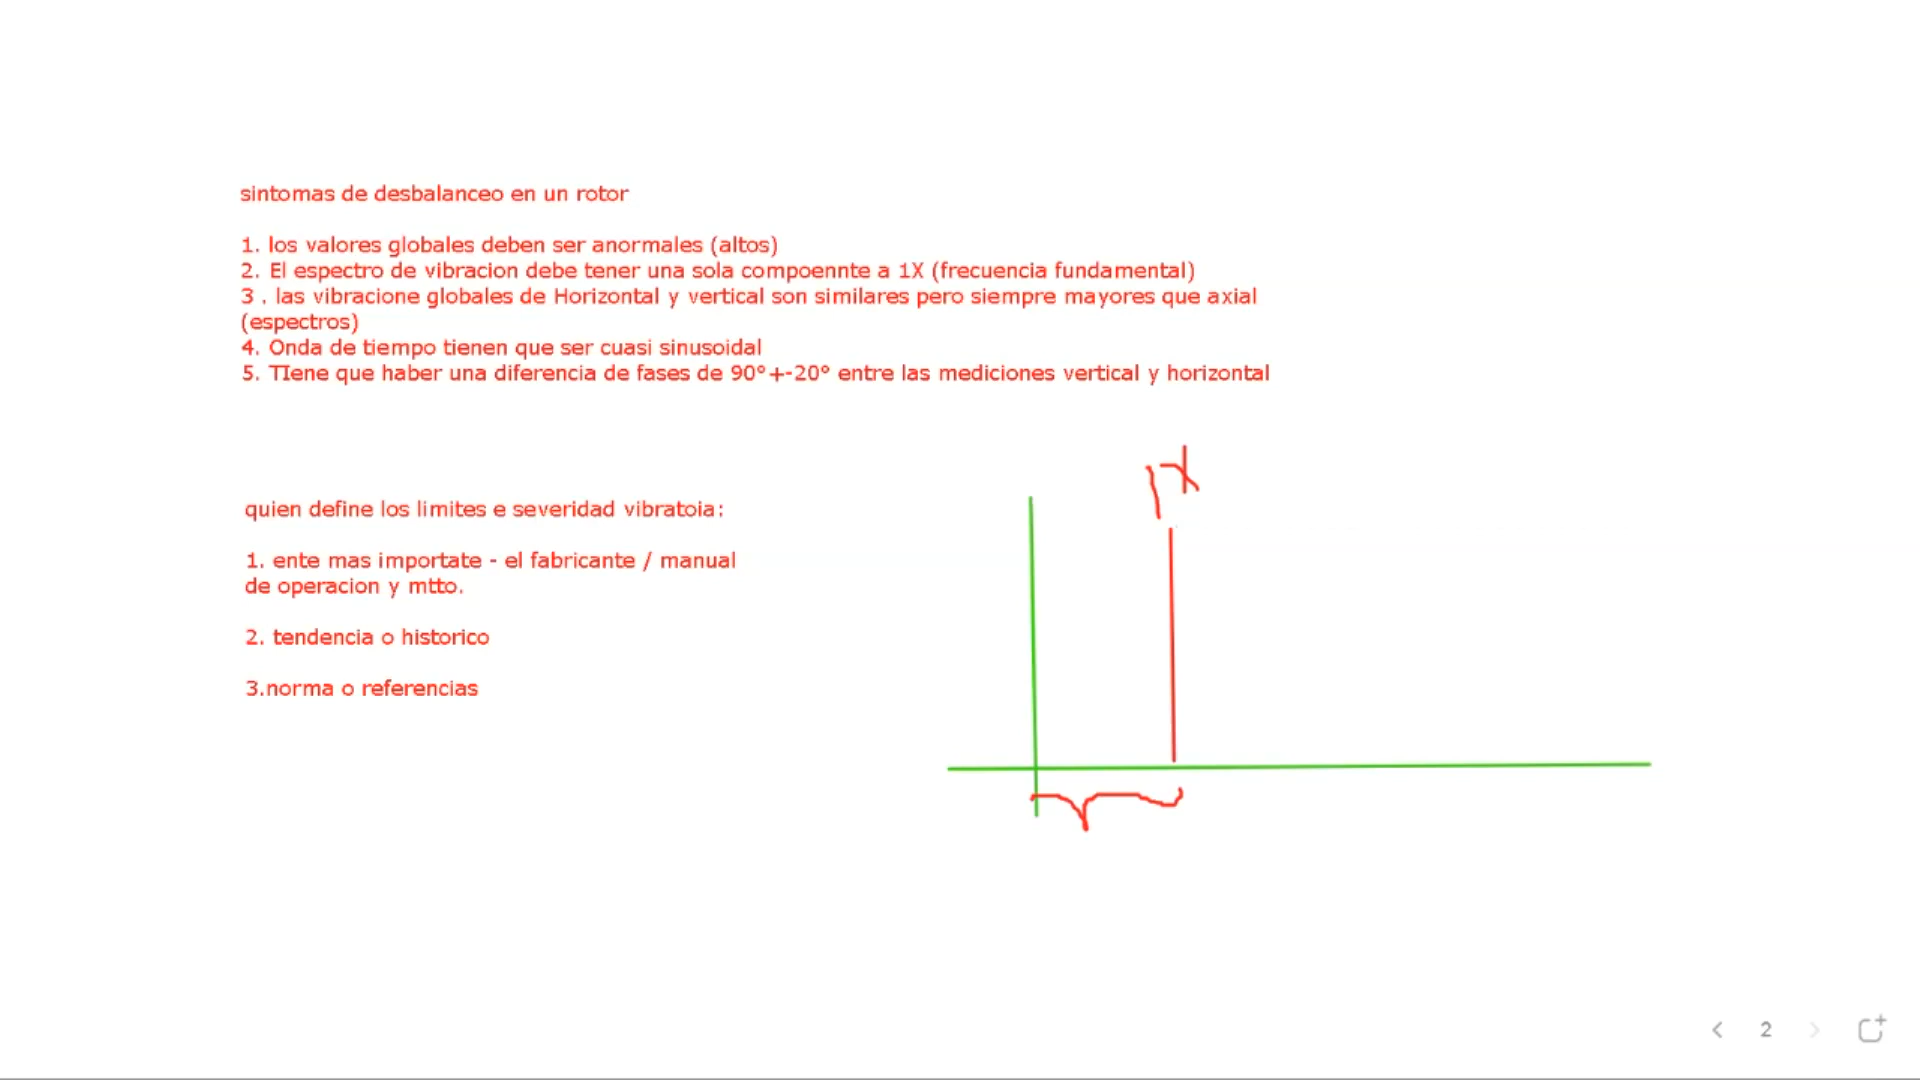 sintomas de desbalanceo en un rotor
1. los valores globales deben ser anormales (altos)
2. El espectro de vibracion debe tener una sola compoennte a 1X (frecuencia fundamental)
3 . las vibracione globales de Horizontal y vertical son similares pero siempre mayores que axial
(espectros)
4. Onda de tiempo tienen que ser cuasi sinusoidal
5. TIene que haber una diferencia de fases de 90°+-20° entre las mediciones vertical y horizontal
1X
quien define los limites e severidad vibratoia:
1. ente mas importate - el fabricante / manual
de operacion y mtto.
2. tendencia o historico
3.norma o referencias
2